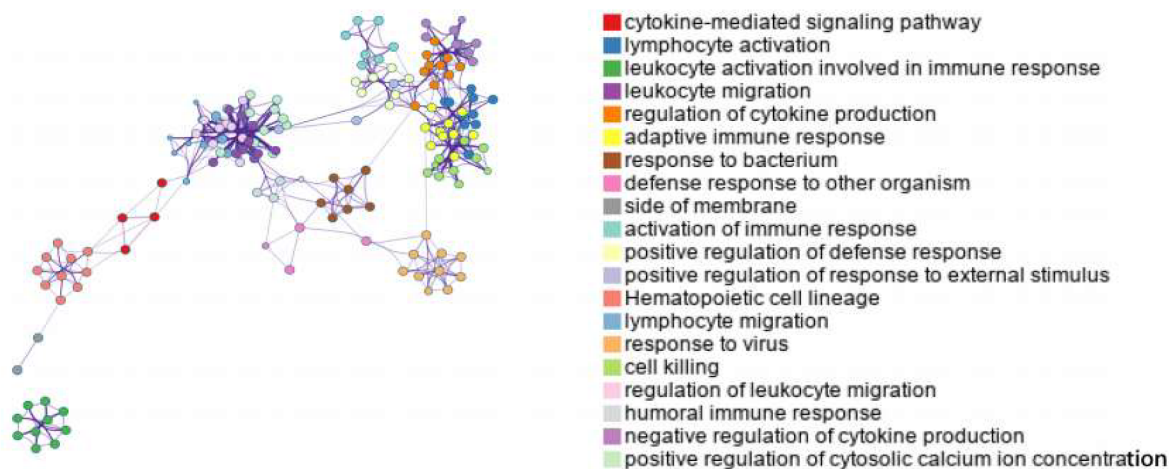 cytokine-mediated signaling pathway
lymphocyte activation
leukocyte activation involved in immune response
leukocyte migration
regulation of cytokine production
adaptive immune response
response to bacterium
defense response to other organism
side of membrane
activation of immune response
positive regulation of defense response
positive regulation of response to external stimulus
Hematopoietic cell lineage
lymphocyte migration
response to virus
cell killing
regulation of leukocyte migration
humoral immune response
negative regulation of cytokine production
positive regulation of cytosolic calcium ion concentration